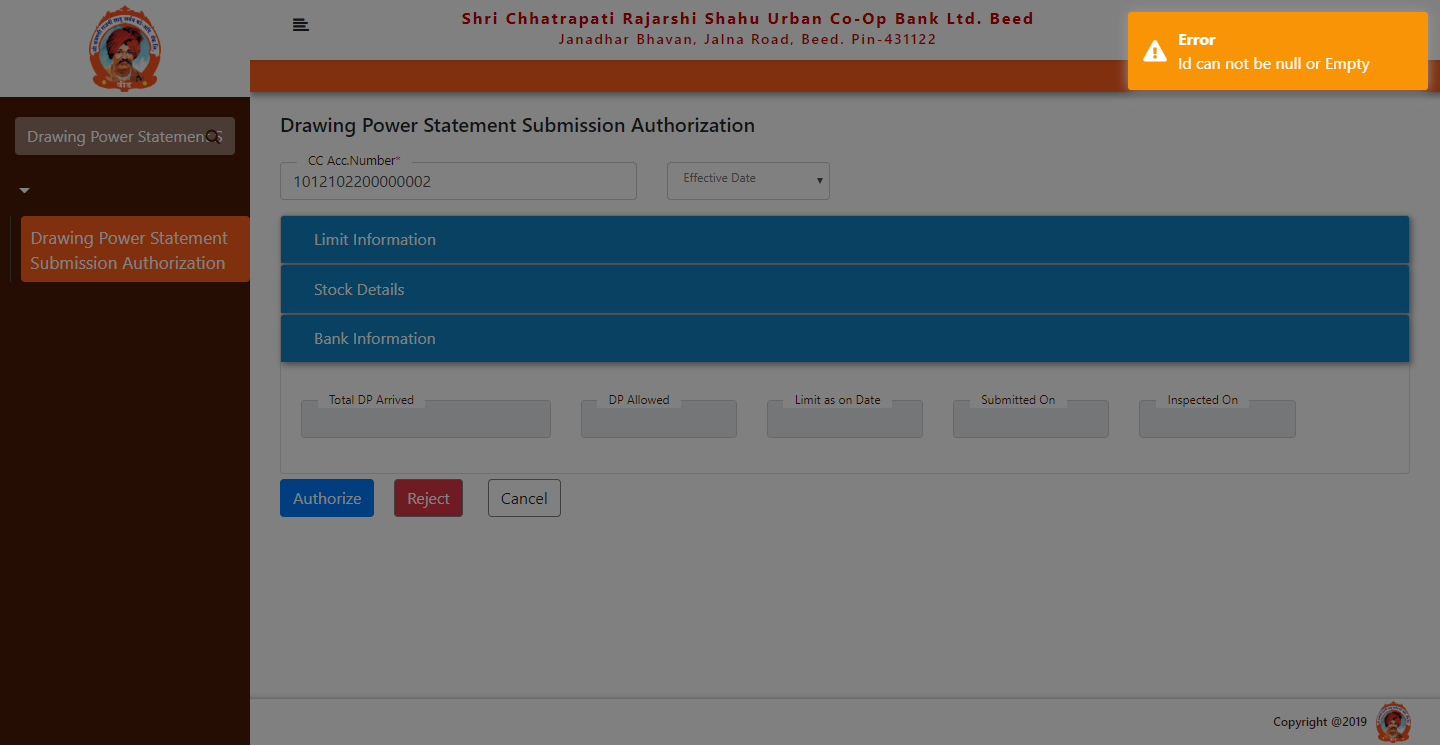 Shri Chhatrapati Rajarshi Shahu Urban Co-Op Bank Ltd. Beed
Janadhar Bhavan, Jalna Road, Beed. Pin-431122
Error
Id can not be null or Empty
Drawing Power Statement S
Drawing Power Statement
Submission Authorization
Drawing Power Statement Submission Authorization
CC Acc.Number*
1012102200000002
Effective Date
Limit Information
Stock Details
Bank Information
Total DP Arrived
DP Allowed
Limit as on Date
Submitted On
Inspected On
Authorize
Reject
Cancel
Copyright @2019